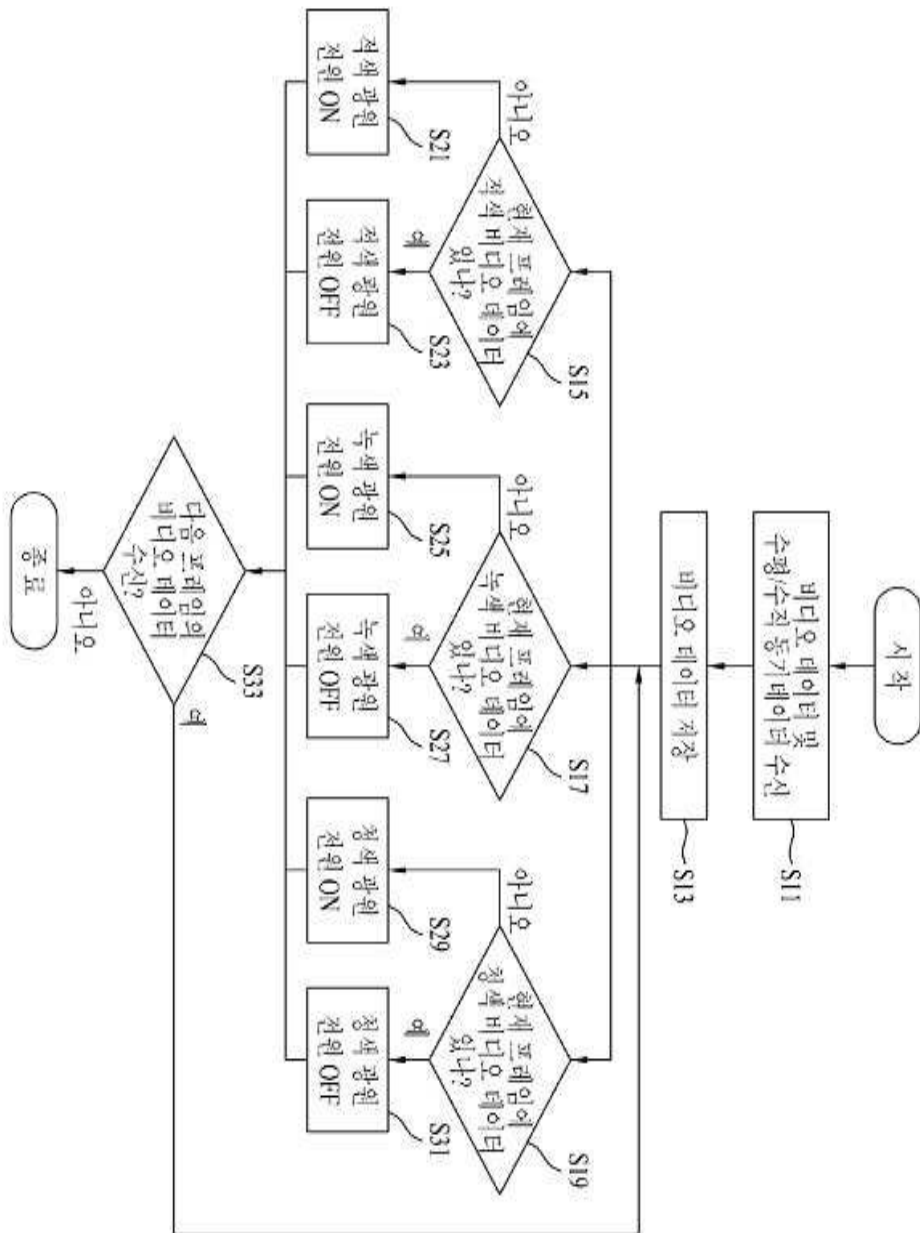 시 작
비디오 데이터 및
수평/수직 동기 데이터 수신
S11
비디오 데이터 저장
S13
현재 프레임에
적색 비디오 데이터
있나?
S15
현재 프레임에
녹색 비디오 데이터
있나?
S17
현재 프레임에
청색 비디오 데이터
있나?
S19
아니오
예
아니오
예
아니오
예
적색 광원
전원 ON
S21
적색 광원
전원 OFF
S23
녹색 광원
전원 ON
S25
녹색 광원
전원 OFF
S27
청색 광원
전원 ON
S29
청색 광원
전원 OFF
S31
다음 프레임의
비디오 데이터
수신?
S33
예
아니오
종 료